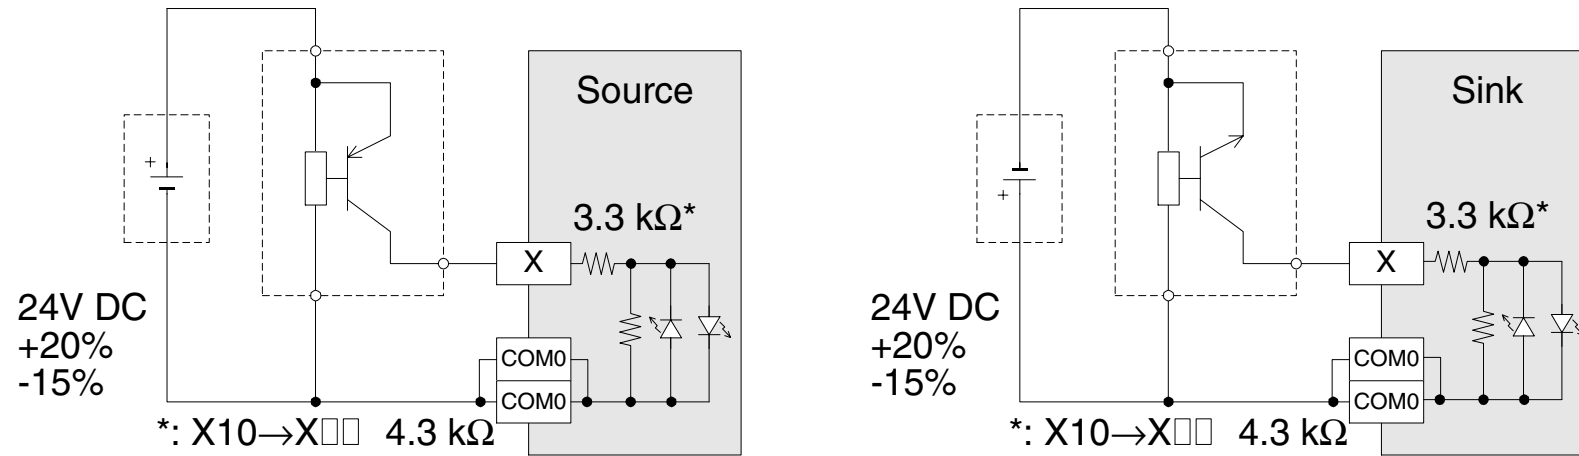 Source
+
3.3 kΩ*
X
24V DC
+20%
-15%
COM0
COM0
*: X10→X▯▯ 4.3 kΩ
Sink
+
3.3 kΩ*
X
24V DC
+20%
-15%
COM0
COM0
*: X10→X▯▯ 4.3 kΩ